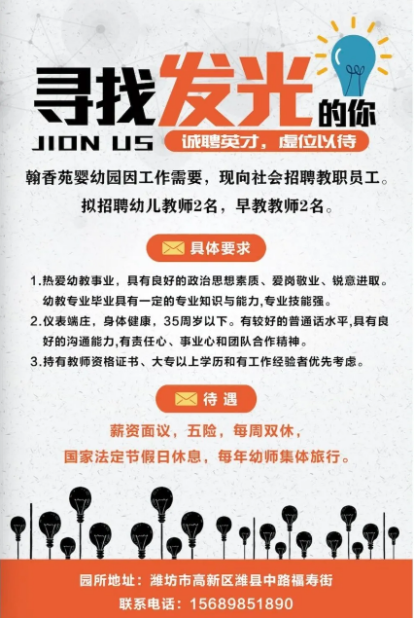 寻找发光的你
JION US
诚聘英才，虚位以待
翰香苑婴幼园因工作需要，现向社会招聘教职员工。
拟招聘幼儿教师2名，早教教师2名。
具体要求
1.热爱幼教事业，具有良好的政治思想素质、爱岗敬业、锐意进取。
幼教专业毕业具有一定的专业知识与能力,专业技能强。
2.仪表端庄，身体健康，35周岁以下。有较好的普通话水平,具有良
好的沟通能力,有责任心、事业心和团队合作精神。
3.持有教师资格证书、大专以上学历和有工作经验者优先考虑。
待 遇
薪资面议，五险，每周双休，
国家法定节假日休息，每年幼师集体旅行。
园所地址：潍坊市高新区潍县中路福寿街
联系电话：15689851890